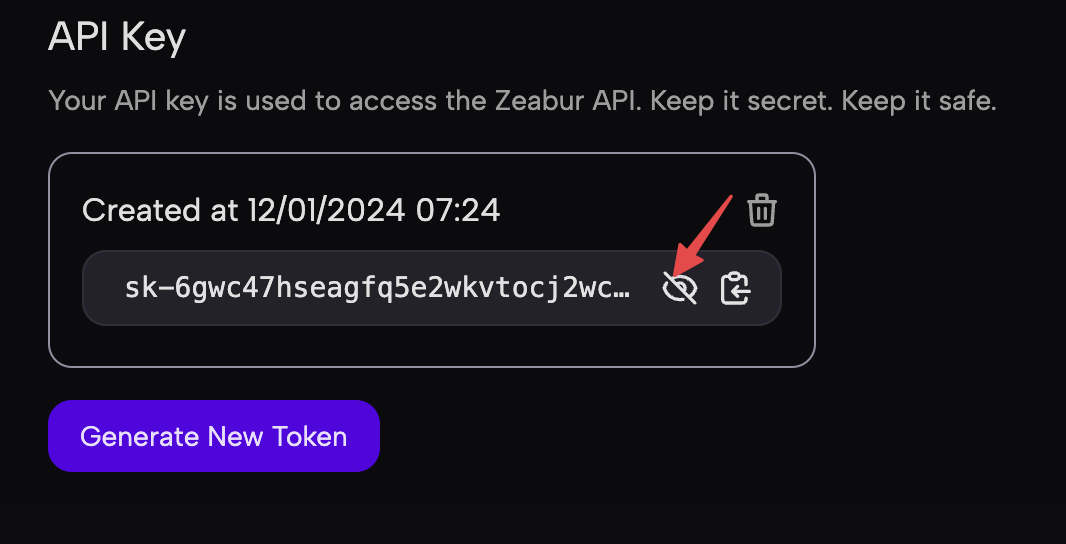 API Key
Your API key is used to access the Zeabur API. Keep it secret. Keep it safe.
Created at 12/01/2024 07:24
sk-6gwc47hseagfq5e2wkvtocj2wc…
Generate New Token